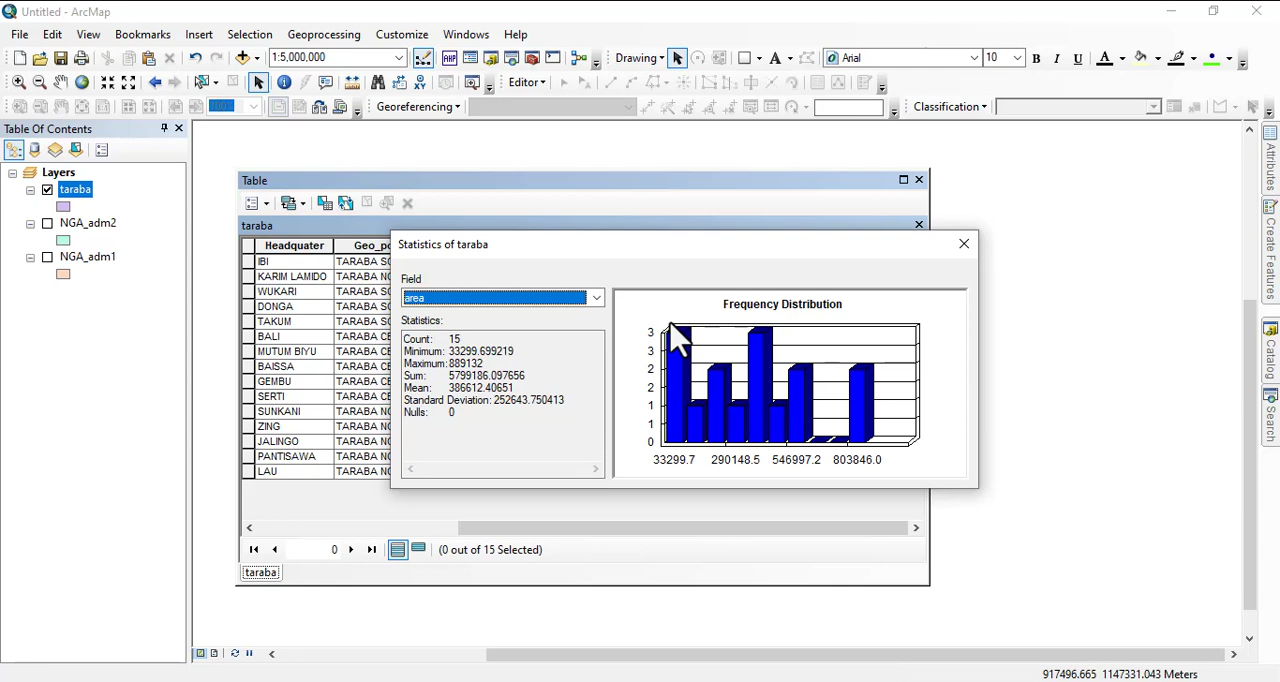 Untitled - ArcMap
File Edit View Bookmarks Insert Selection Geoprocessing Customize Windows Help
1:5,000,000 Drawing Arial 10 B I U A
Editor
100% Georeferencing Classification
Table Of Contents
Layers
taraba
NGA_adm2
NGA_adm1
Table
taraba
Headquater Geo_po
IBI TARABA SO
KARIM LAMIDO TARABA NO
WUKARI TARABA SO
DONGA TARABA SO
TAKUM TARABA SO
BALI TARABA CE
MUTUM BIYU TARABA CE
BAISSA TARABA CE
GEMBU TARABA CE
SERTI TARABA CE
SUNKANI TARABA NO
ZING TARABA NO
JALINGO TARABA NO
PANTISAWA TARABA NO
LAU TARABA NO
0 (0 out of 15 Selected)
taraba
Statistics of taraba
Field
area
Statistics:
Count: 15
Minimum: 33299.699219
Maximum: 889132
Sum: 5799186.097656
Mean: 386612.40651
Standard Deviation: 252643.750413
Nulls: 0
Frequency Distribution
3
3
2
2
1
1
0
33299.7 290148.5 546997.2 803846.0
Attributes
Create Features
Catalog
Search
917496.665 1147331.043 Meters